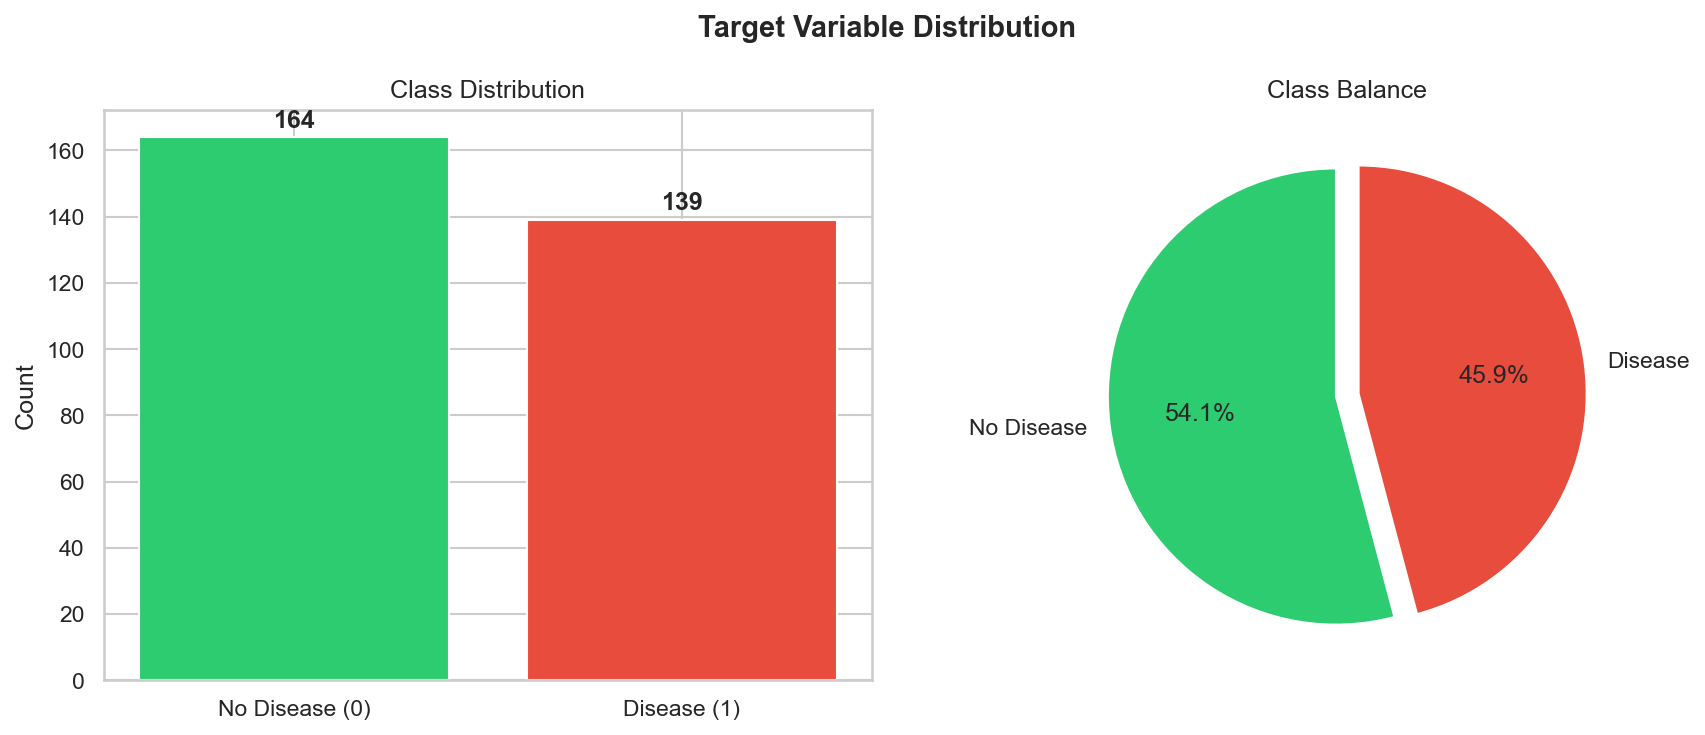 Target Variable Distribution
Class Distribution
164
139
160
140
120
100
80
60
40
20
0
Count
No Disease (0)
Disease (1)
Class Balance
Disease
45.9%
54.1%
No Disease